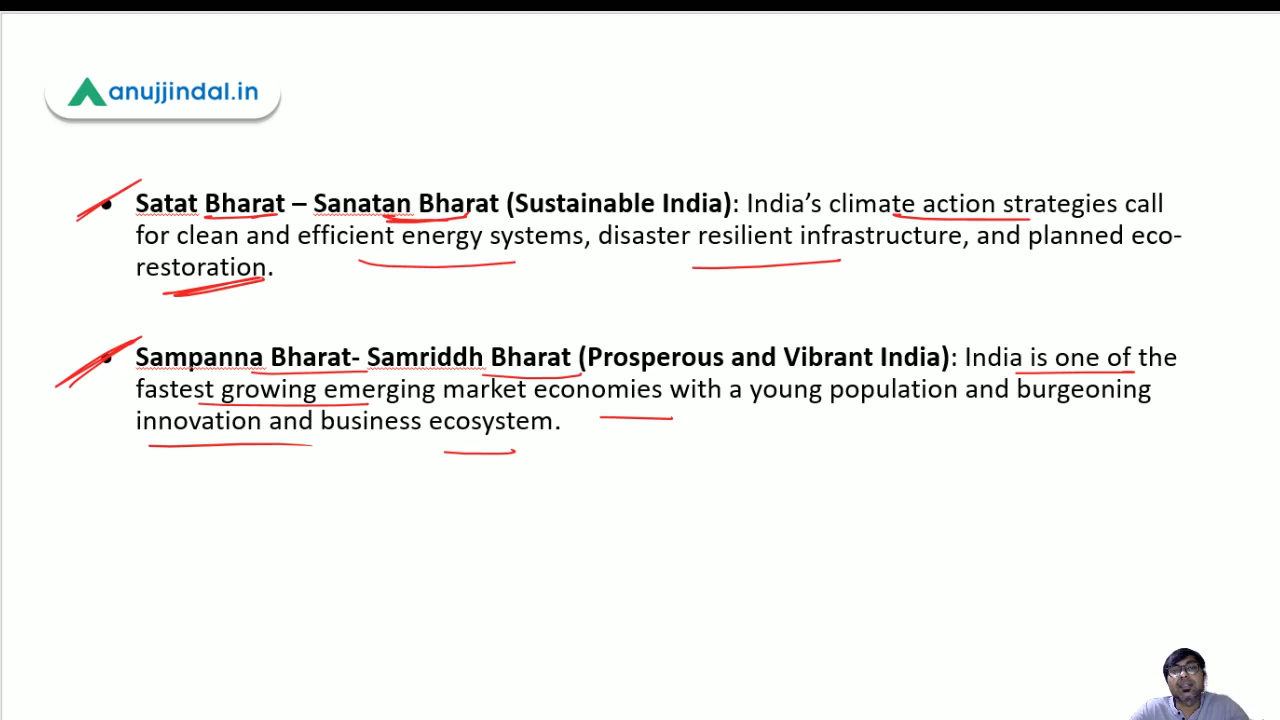 anujjindal.in
• Satat Bharat – Sanatan Bharat (Sustainable India): India’s climate action strategies call
for clean and efficient energy systems, disaster resilient infrastructure, and planned eco-
restoration.
• Sampanna Bharat- Samriddh Bharat (Prosperous and Vibrant India): India is one of the
fastest growing emerging market economies with a young population and burgeoning
innovation and business ecosystem.